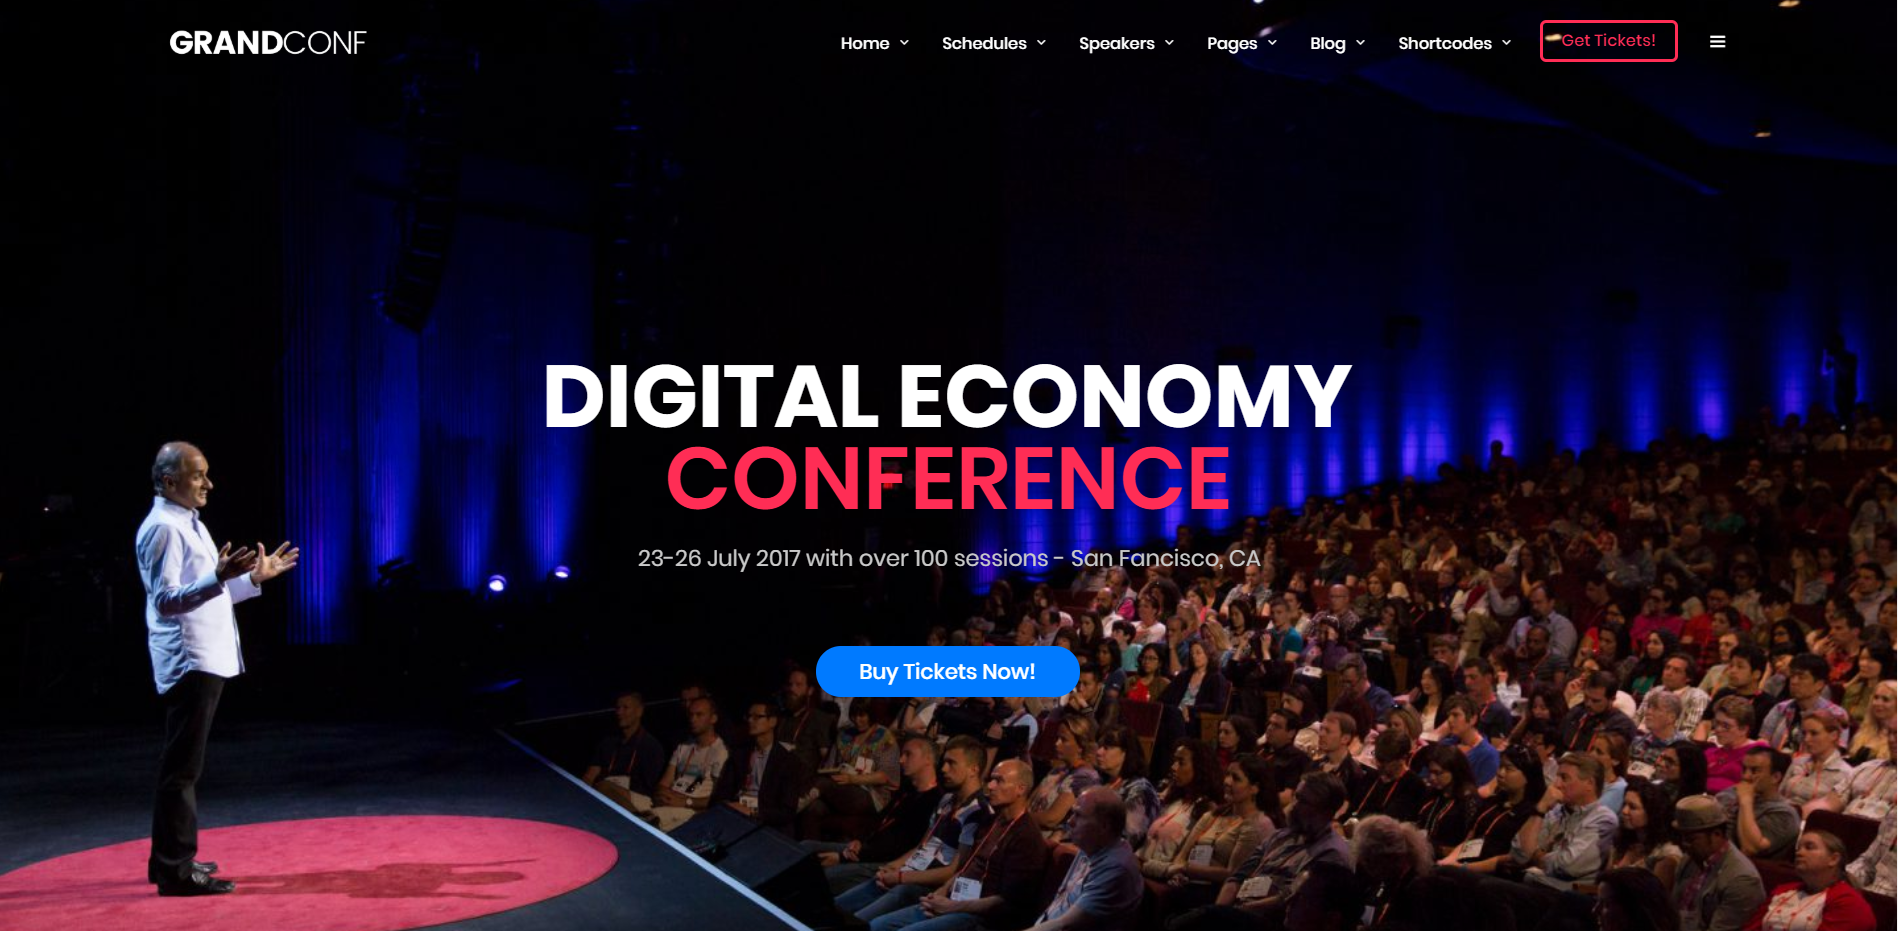 GRANDCONF
Home Schedules Speakers Pages Blog Shortcodes Get Tickets!
DIGITAL ECONOMY
CONFERENCE
23-26 July 2017 with over 100 sessions - San Fancisco, CA
Buy Tickets Now!